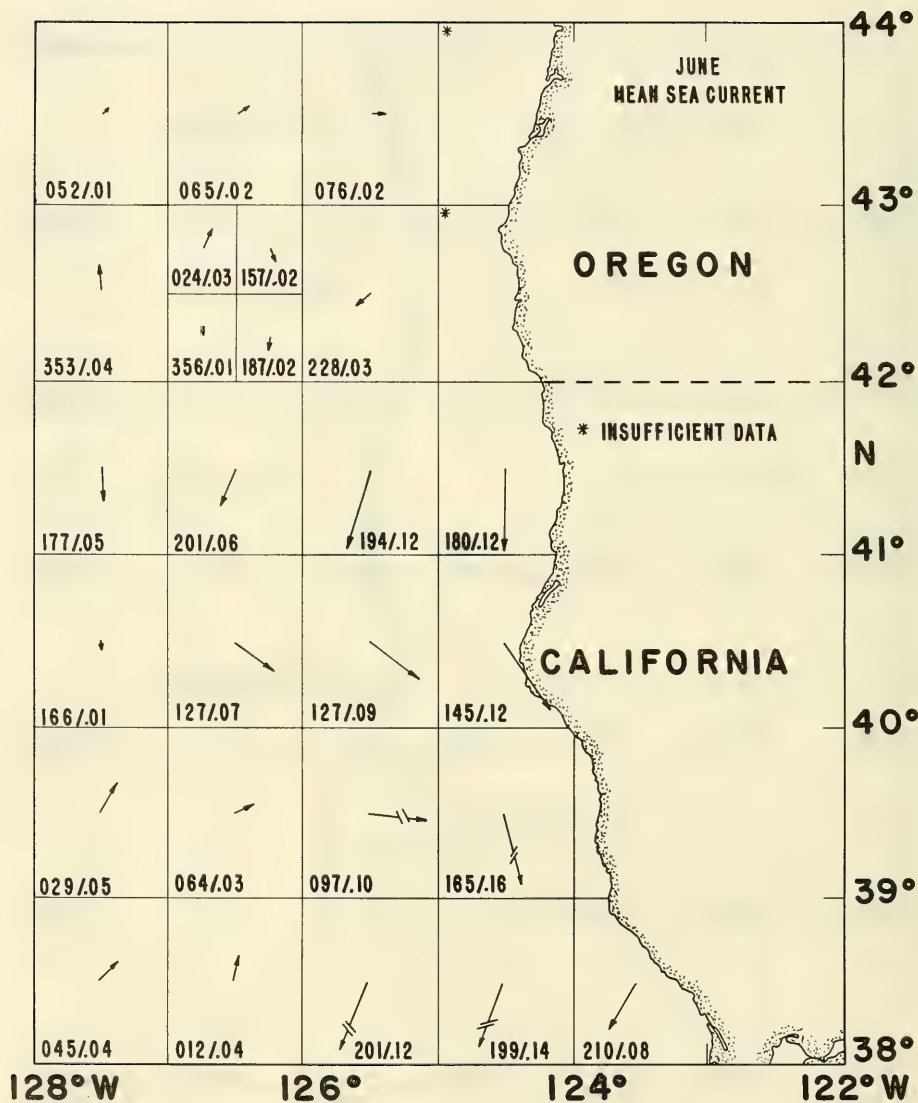 44°
*
JUNE
MEAN SEA CURRENT
052/.01 065/.02 076/.02
43°
*
024/.03 157/.02
OREGON
353/.04 356/.01 187/.02 228/.03
42°
* INSUFFICIENT DATA
N
177/.05 201/.06 194/.12 180/.12
41°
CALIFORNIA
166/.01 127/.07 127/.09 145/.12
40°
029/.05 064/.03 097/.10 165/.16
39°
045/.04 012/.04 201/.12 199/.14 210/.08
38°
128° W 126° 124° 122° W